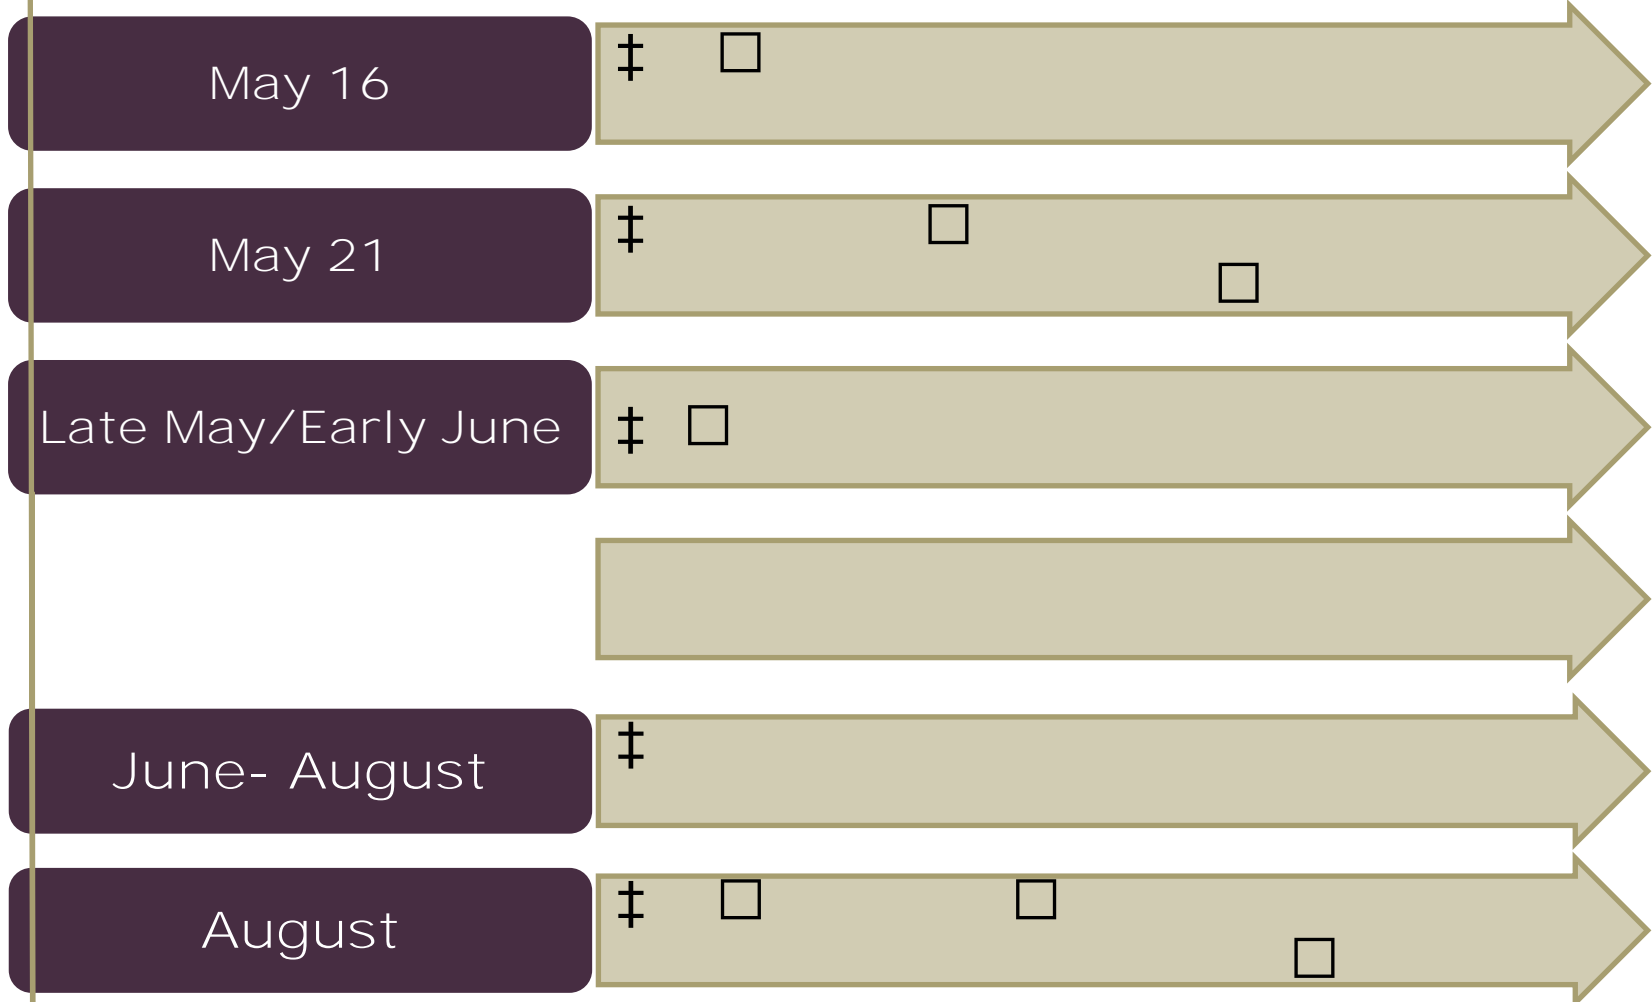 May 16
‡ □
May 21
‡ □
□
Late May/Early June
‡ □
June- August
‡
August
‡ □ □
□